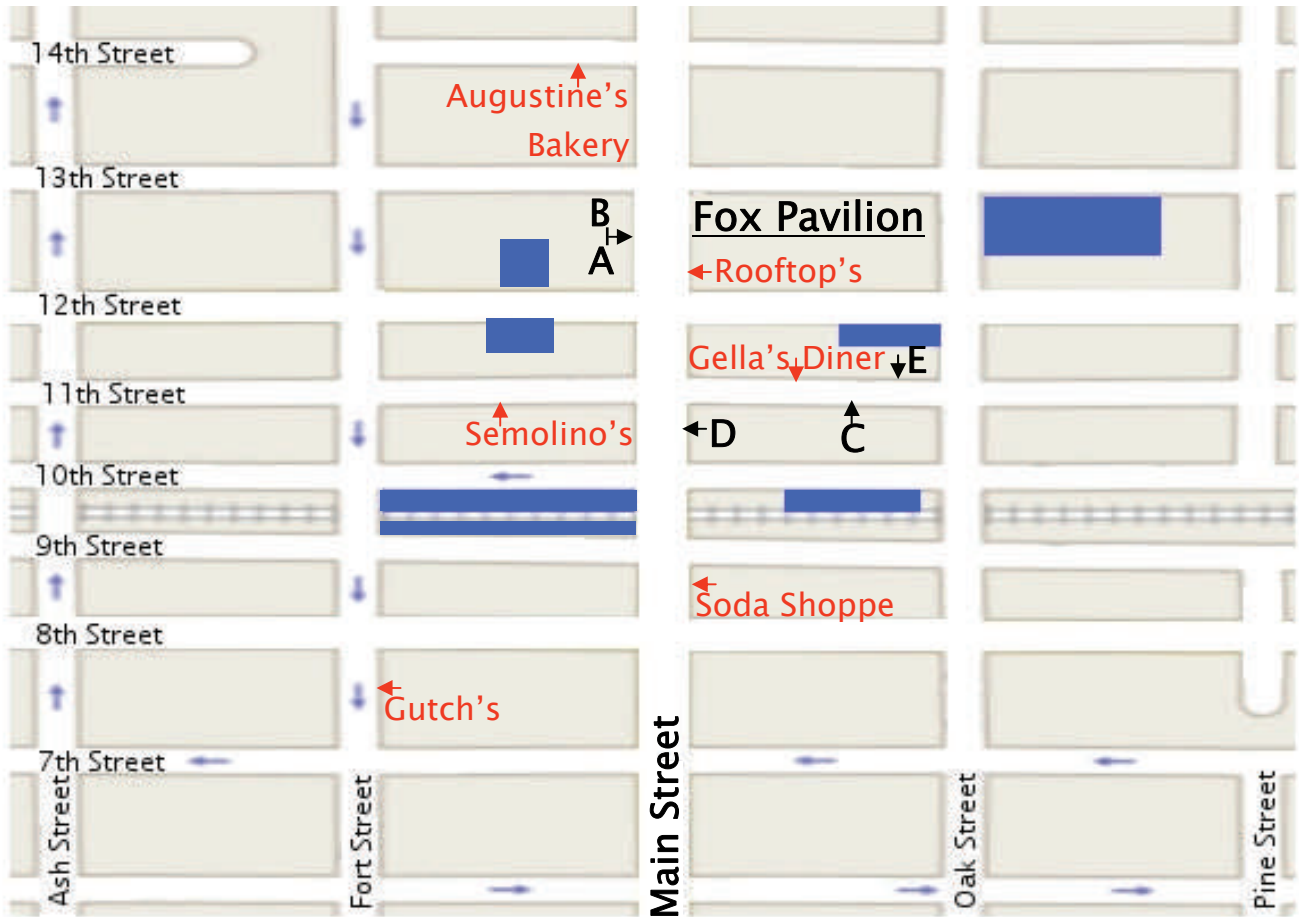 14th Street
Augustine's
Bakery
13th Street
B
Fox Pavilion
A
Rooftop's
12th Street
Gella's Diner
E
11th Street
Semolino's
D
C
10th Street
9th Street
Soda Shoppe
8th Street
Gutch's
7th Street
Ash Street
Fort Street
Main Street
Oak Street
Pine Street